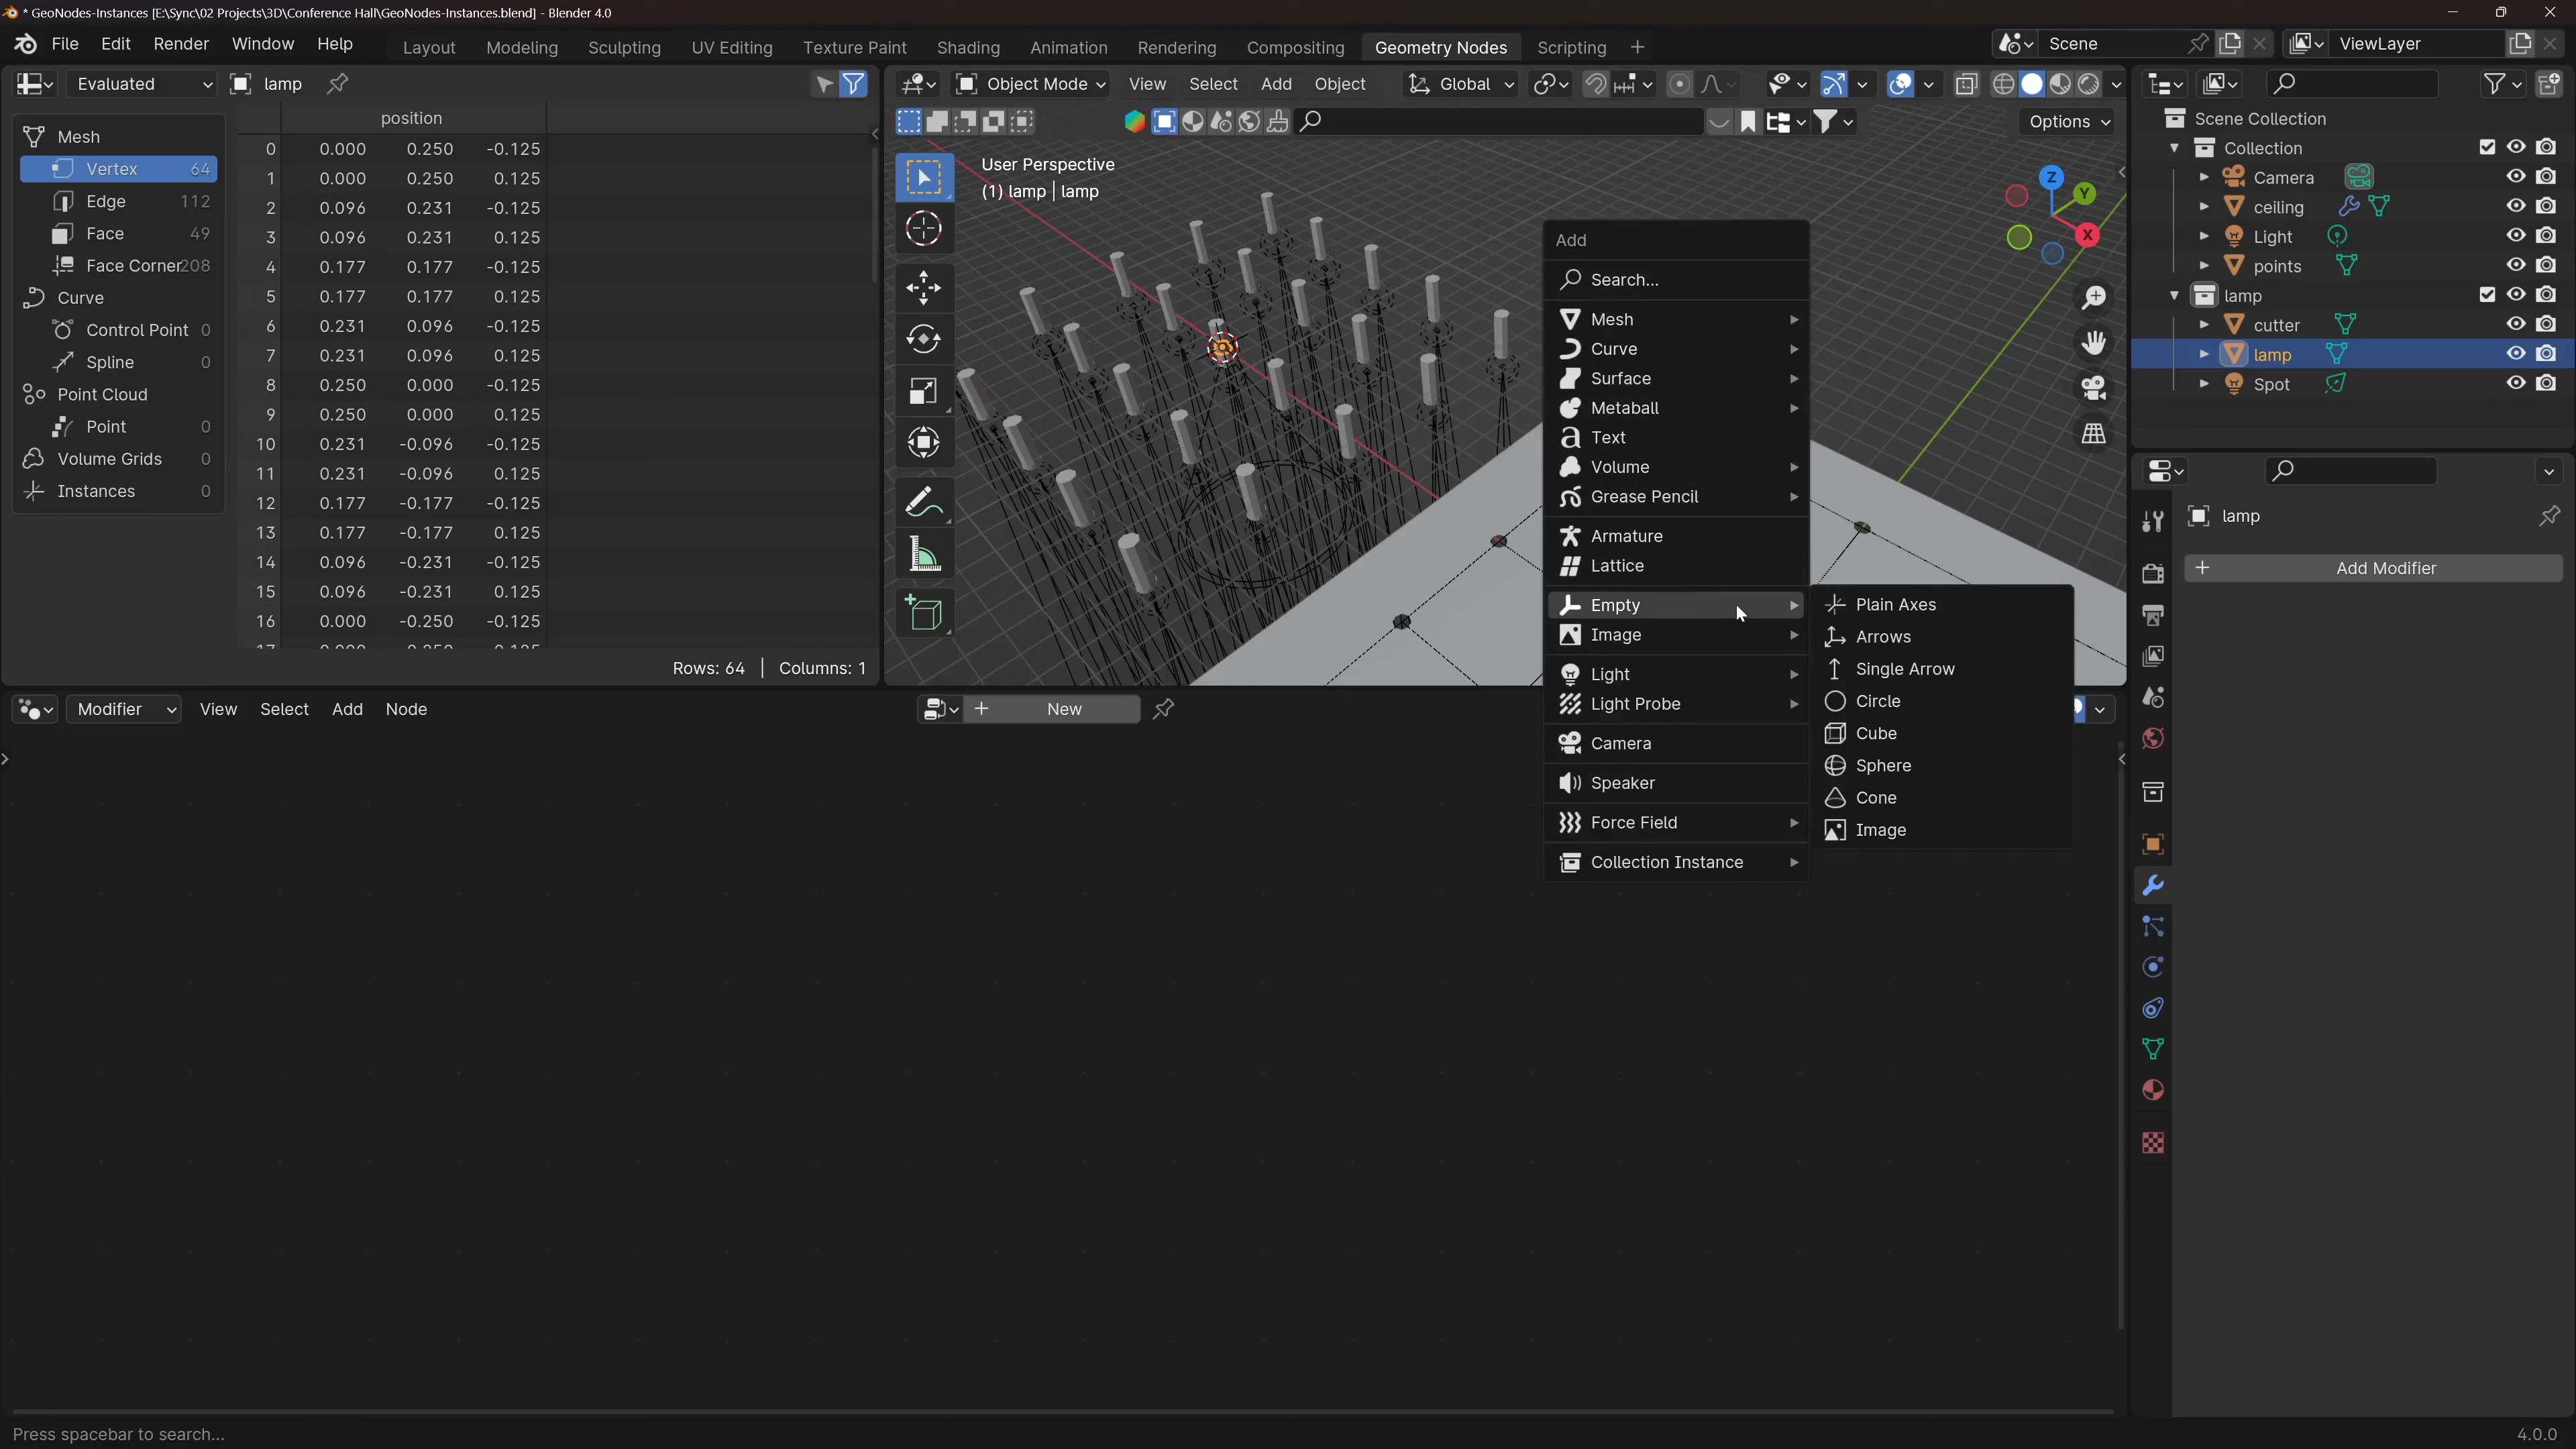 * GeoNodes-Instances [E:\Sync\02 Projects\3D\Conference Hall\GeoNodes-Instances.blend] - Blender 4.0
File Edit Render Window Help
Layout Modeling Sculpting UV Editing Texture Paint Shading Animation Rendering Compositing Geometry Nodes Scripting +
Scene
ViewLayer
Evaluated
lamp
position
Mesh
Vertex 64
Edge 112
Face 49
Face Corner 208
Curve
Control Point 0
Spline 0
Point Cloud
Point 0
Volume Grids 0
Instances 0
0 0.000 0.250 -0.125
1 0.000 0.250 0.125
2 0.096 0.231 -0.125
3 0.096 0.231 0.125
4 0.177 0.177 -0.125
5 0.177 0.177 0.125
6 0.231 0.096 -0.125
7 0.231 0.096 0.125
8 0.250 0.000 -0.125
9 0.250 0.000 0.125
10 0.231 -0.096 -0.125
11 0.231 -0.096 0.125
12 0.177 -0.177 -0.125
13 0.177 -0.177 0.125
14 0.096 -0.231 -0.125
15 0.096 -0.231 0.125
16 0.000 -0.250 -0.125
Rows: 64 | Columns: 1
Object Mode View Select Add Object Global
Options
User Perspective
(1) lamp | lamp
Z
Y
X
Add
Search...
Mesh
Curve
Surface
Metaball
Text
Volume
Grease Pencil
Armature
Lattice
Empty
Image
Light
Light Probe
Camera
Speaker
Force Field
Collection Instance
Plain Axes
Arrows
Single Arrow
Circle
Cube
Sphere
Cone
Image
Scene Collection
Collection
Camera
ceiling
Light
points
lamp
cutter
lamp
Spot
lamp
+ Add Modifier
Modifier View Select Add Node
+ New
Press spacebar to search...
4.0.0